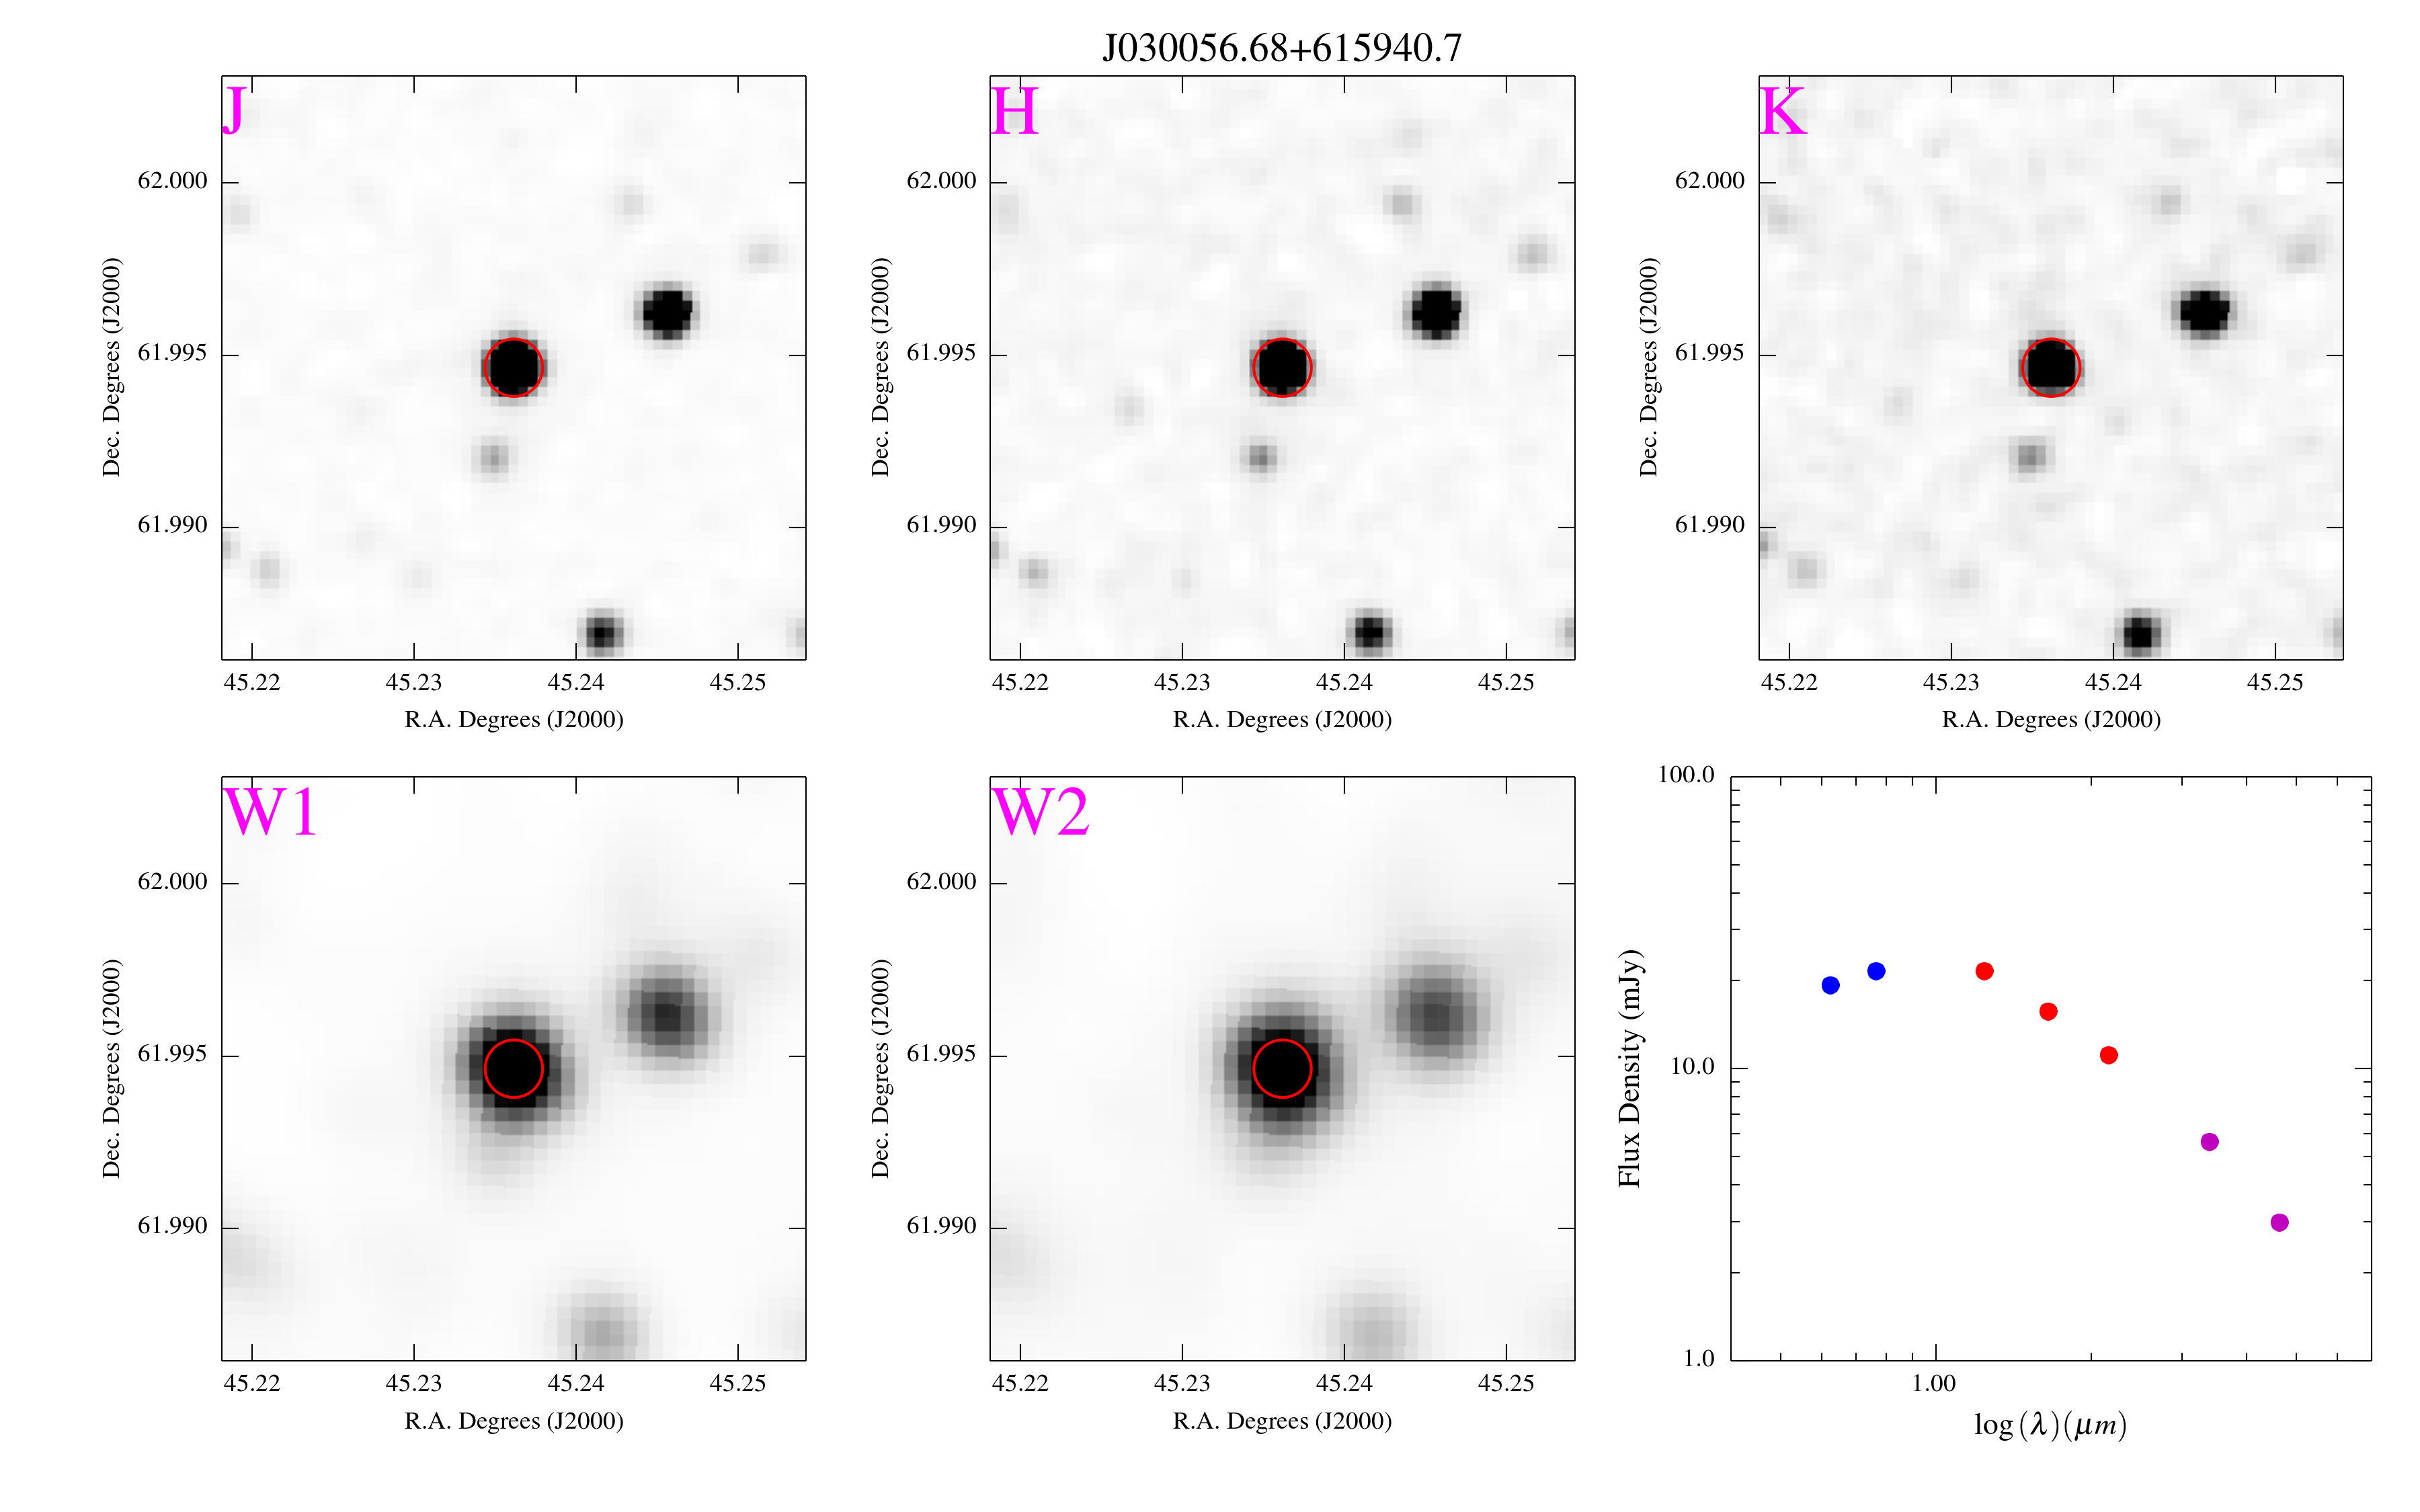 J030056.68+615940.7
J
62.000
61.995
61.990
Dec. Degrees (J2000)
45.22 45.23 45.24 45.25
R.A. Degrees (J2000)
H
62.000
61.995
61.990
Dec. Degrees (J2000)
45.22 45.23 45.24 45.25
R.A. Degrees (J2000)
K
62.000
61.995
61.990
Dec. Degrees (J2000)
45.22 45.23 45.24 45.25
R.A. Degrees (J2000)
W1
62.000
61.995
61.990
Dec. Degrees (J2000)
45.22 45.23 45.24 45.25
R.A. Degrees (J2000)
W2
62.000
61.995
61.990
Dec. Degrees (J2000)
45.22 45.23 45.24 45.25
R.A. Degrees (J2000)
100.0
10.0
1.0
Flux Density (mJy)
1.00
log (λ)(μm)